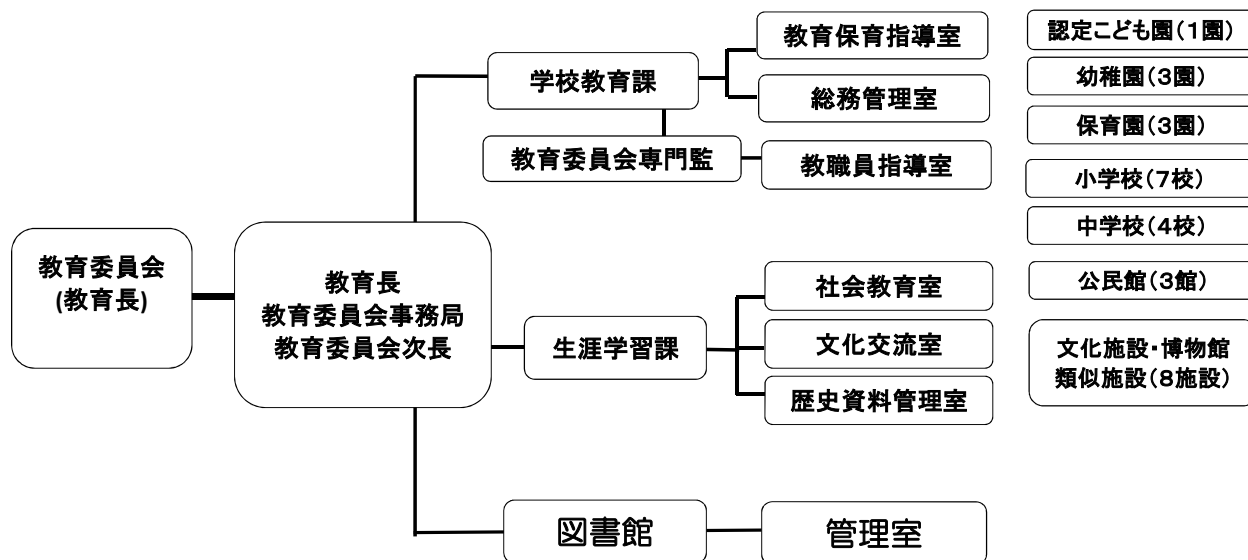 教育委員会
(教育長)
教育長
教育委員会事務局
教育委員会次長
学校教育課
教育委員会専門監
生涯学習課
図書館
教育保育指導室
総務管理室
教職員指導室
社会教育室
文化交流室
歴史資料管理室
管理室
認定こども園(1園)
幼稚園(3園)
保育園(3園)
小学校(7校)
中学校(4校)
公民館(3館)
文化施設・博物館
類似施設(8施設)